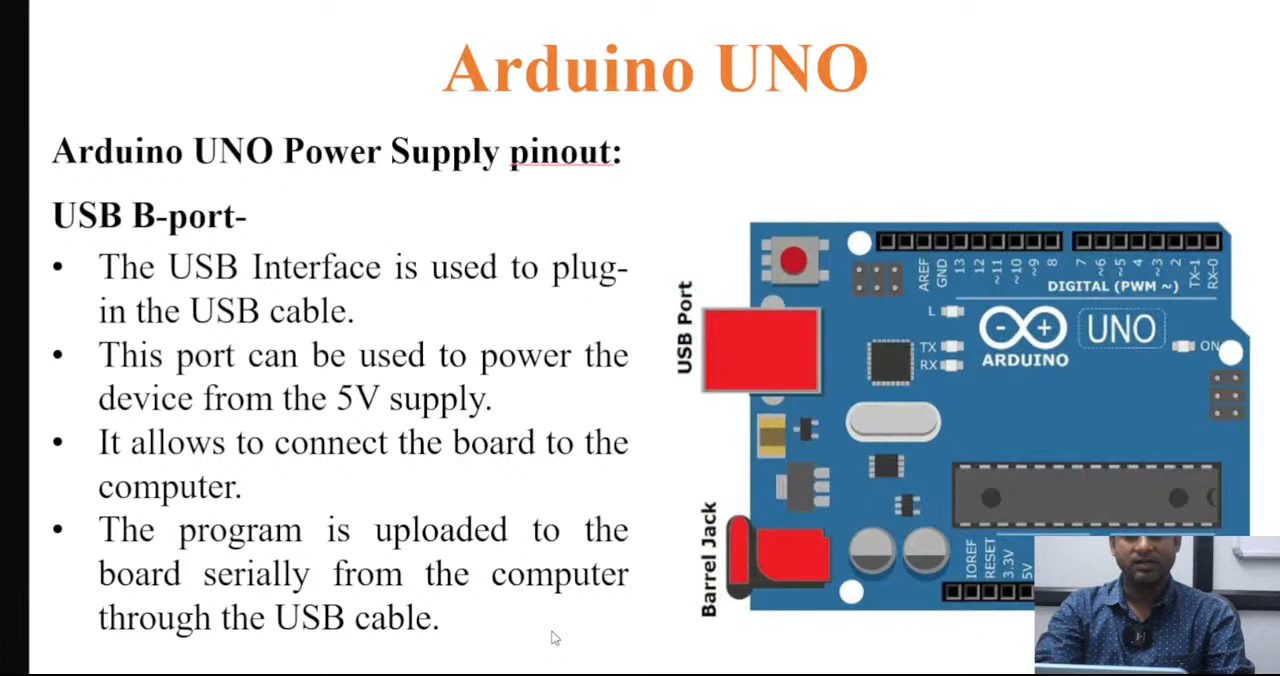 Arduino UNO
Arduino UNO Power Supply pinout:
USB B-port-
• The USB Interface is used to plug-
in the USB cable.
• This port can be used to power the
device from the 5V supply.
• It allows to connect the board to the
computer.
• The program is uploaded to the
board serially from the computer
through the USB cable.
USB Port
Barrel Jack
AREF
GND
13
12
~11
~10
~9
8
7
~6
~5
4
~3
2
TX-1
RX-0
DIGITAL (PWM ~)
L
TX
RX
UNO
ARDUINO
ON
IOREF
RESET
3.3V
5V